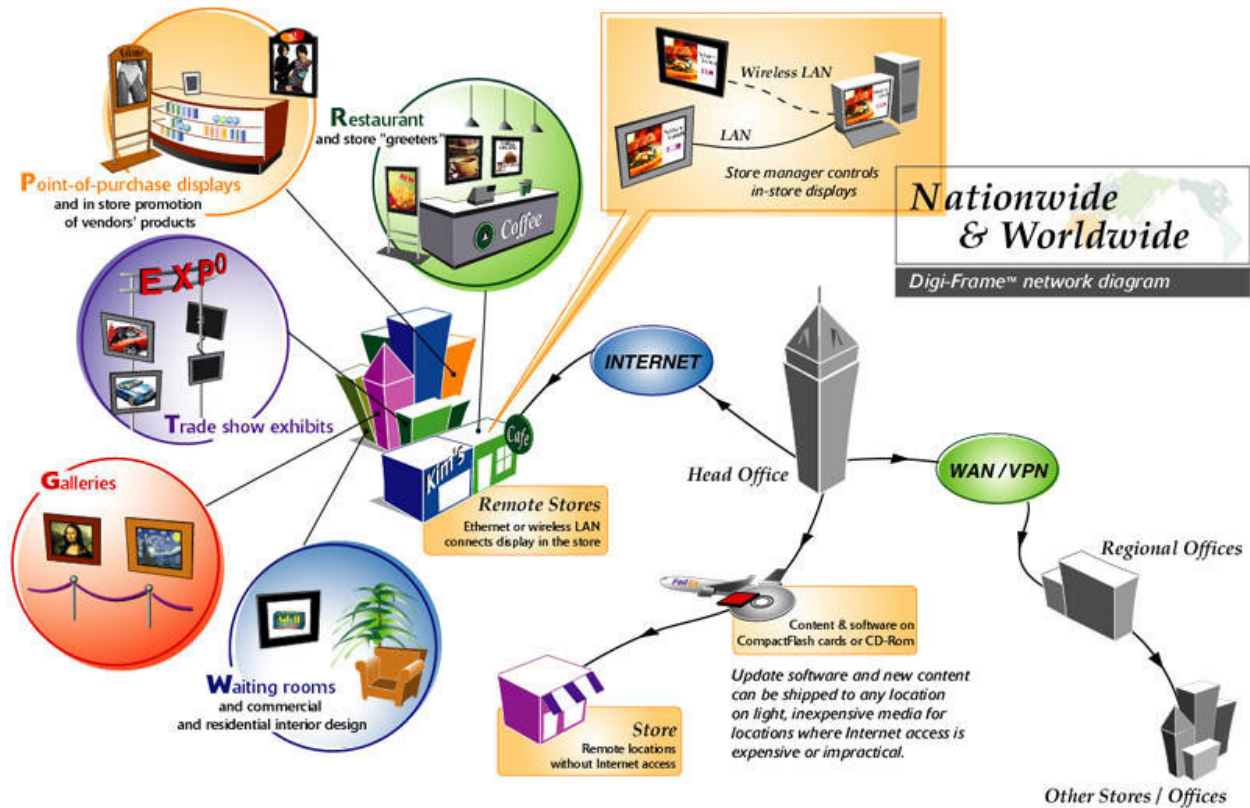 Welcome
Point-of-purchase displays
and in store promotion
of vendors' products
Restaurant
and store "greeters"
Coffee
Wireless LAN
LAN
Store manager controls
in-store displays
Nationwide
& Worldwide
Digi-Frame™ network diagram
EXPO
Trade show exhibits
INTERNET
Head Office
WAN / VPN
Regional Offices
Other Stores / Offices
Cafe
Kim's
Remote Stores
Ethernet or wireless LAN
connects display in the store
Galleries
Waiting rooms
and commercial
and residential interior design
FedEx
Content & software on
CompactFlash cards or CD-Rom
Update software and new content
can be shipped to any location
on light, inexpensive media for
locations where Internet access is
expensive or impractical.
Store
Remote locations
without Internet access